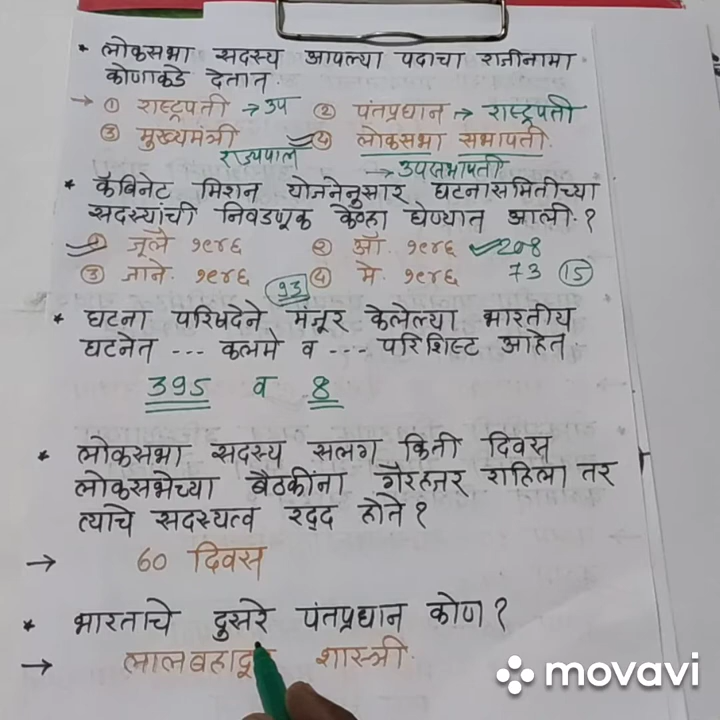 * लोकसभा सदस्य आपल्या पदाचा राजीनामा
कोणाकडे देतात.
→ ① राष्ट्रपती → उप ② पंतप्रधान → राष्ट्रपती
③ मुख्यमंत्री ④ लोकसभा सभापती.
राज्यपाल → उपसभापती
* कॅबिनेट मिशन योजनेनुसार घटनासमितीच्या
सदस्यांची निवडणूक केव्हा घेण्यात आली.?
① जूलै १९४६ ② ऑ. १९४६ 208
③ जाने. १९४६ ④ मे. १९४६ 73 15
93
* घटना परिषदेने मंजूर केलेल्या भारतीय
घटनेत --- कलमे व --- परिशिस्ट आहेत.
395 व 8
* लोकसभा सदस्य सलग किती दिवस
लोकसभेच्या बैठकींना गैरहजर राहिला तर
त्याचे सदस्यत्व रद्द होते?
→ 60 दिवस
* भारताचे दुसरे पंतप्रधान कोण?
→ शास्त्री.
movavi